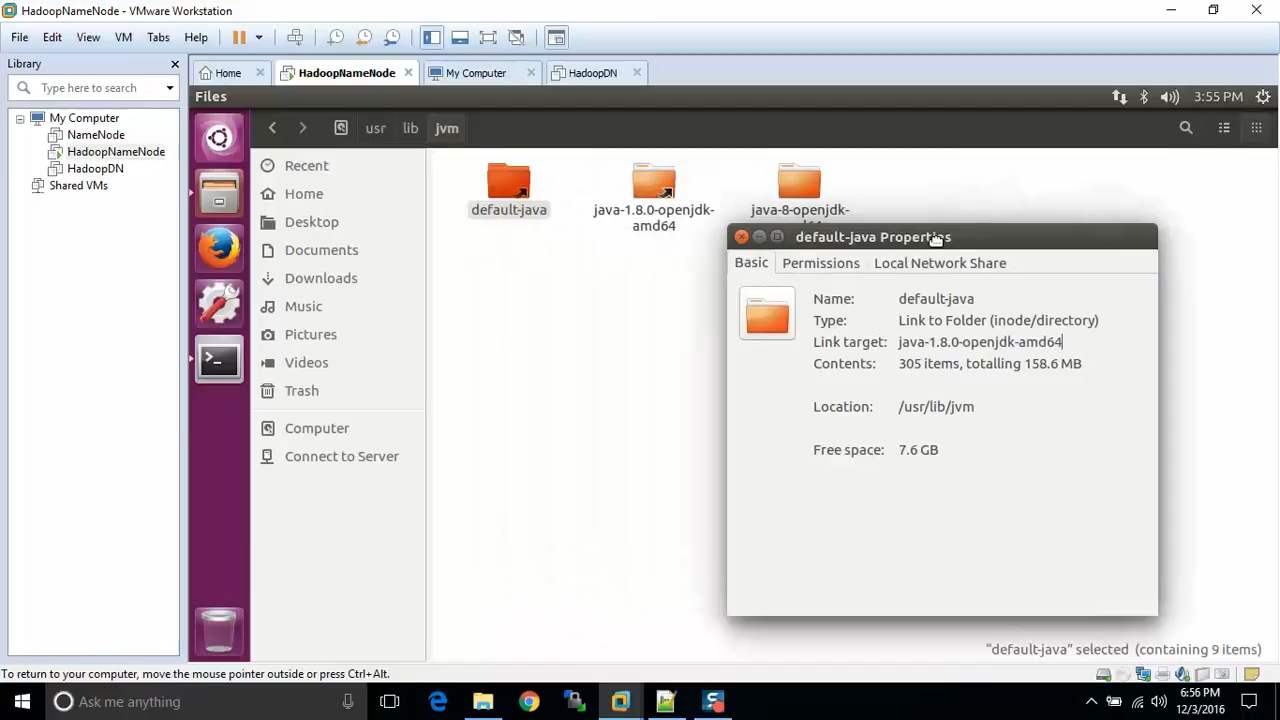 HadoopNameNode - VMware Workstation
File Edit View VM Tabs Help
Library
Type here to search
My Computer
NameNode
HadoopNameNode
HadoopDN
Shared VMs
Home HadoopNameNode My Computer HadoopDN
Files 3:55 PM
usr lib jvm
Recent
Home
Desktop
Documents
Downloads
Music
Pictures
Videos
Trash
Computer
Connect to Server
default-java
java-1.8.0-openjdk-
amd64
java-8-openjdk-
default-java Properties
Basic Permissions Local Network Share
Name: default-java
Type: Link to Folder (inode/directory)
Link target: java-1.8.0-openjdk-amd64
Contents: 305 items, totalling 158.6 MB
Location: /usr/lib/jvm
Free space: 7.6 GB
"default-java" selected (containing 9 items)
To return to your computer, move the mouse pointer outside or press Ctrl+Alt.
Ask me anything
6:56 PM
12/3/2016